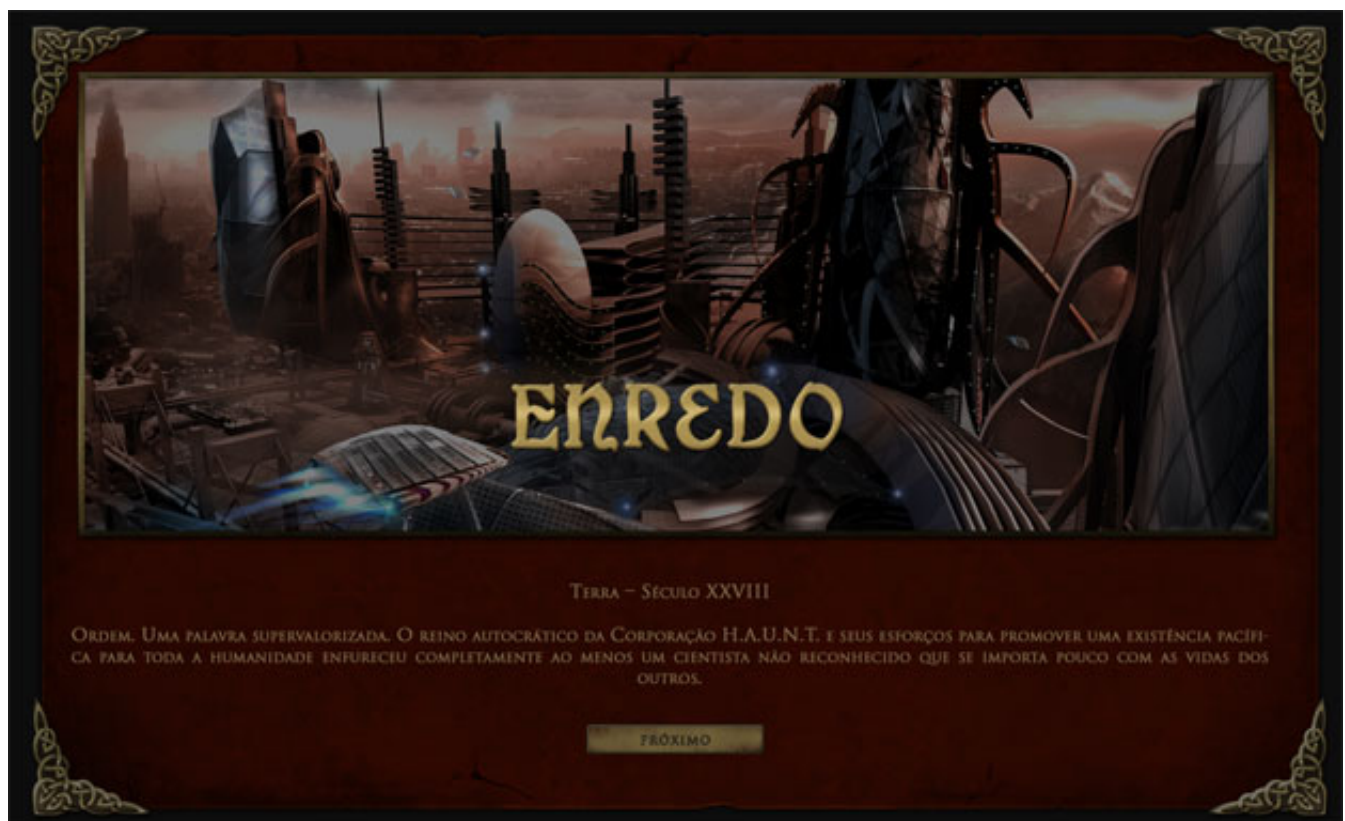 ENREDO
Terra – Século XXVIII
Ordem. Uma palavra supervalorizada. O reino autocrático da Corporação H.A.U.N.T. e seus esforços para promover uma existência pacífi-
ca para toda a humanidade enfureceu completamente ao menos um cientista não reconhecido que se importa pouco com as vidas dos
outros.
PRÓXIMO